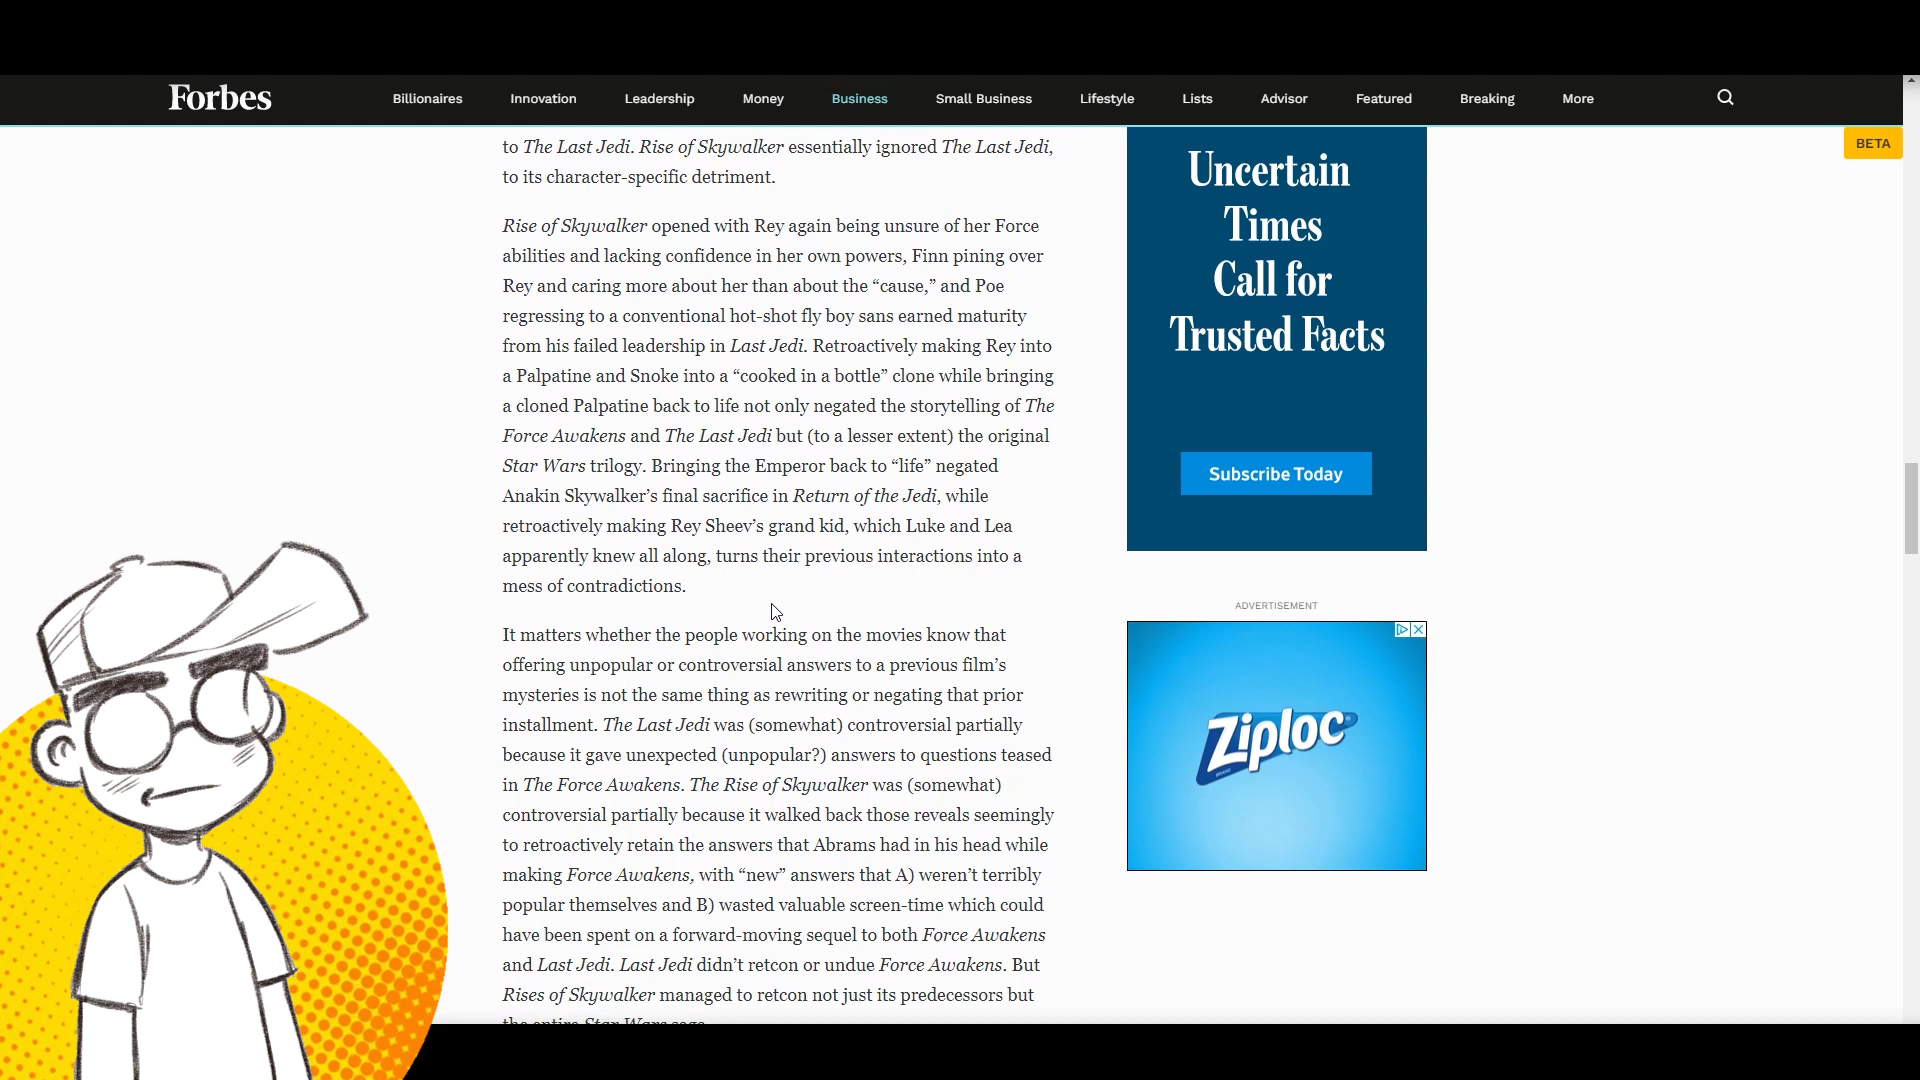 Forbes
Billionaires
Innovation
Leadership
Money
Business
Small Business
Lifestyle
Lists
Advisor
Featured
Breaking
More
BETA
to The Last Jedi. Rise of Skywalker essentially ignored The Last Jedi,
to its character-specific detriment.
Rise of Skywalker opened with Rey again being unsure of her Force
abilities and lacking confidence in her own powers, Finn pining over
Rey and caring more about her than about the “cause,” and Poe
regressing to a conventional hot-shot fly boy sans earned maturity
from his failed leadership in Last Jedi. Retroactively making Rey into
a Palpatine and Snoke into a “cooked in a bottle” clone while bringing
a cloned Palpatine back to life not only negated the storytelling of The
Force Awakens and The Last Jedi but (to a lesser extent) the original
Star Wars trilogy. Bringing the Emperor back to “life” negated
Anakin Skywalker’s final sacrifice in Return of the Jedi, while
retroactively making Rey Sheev’s grand kid, which Luke and Lea
apparently knew all along, turns their previous interactions into a
mess of contradictions.
It matters whether the people working on the movies know that
offering unpopular or controversial answers to a previous film’s
mysteries is not the same thing as rewriting or negating that prior
installment. The Last Jedi was (somewhat) controversial partially
because it gave unexpected (unpopular?) answers to questions teased
in The Force Awakens. The Rise of Skywalker was (somewhat)
controversial partially because it walked back those reveals seemingly
to retroactively retain the answers that Abrams had in his head while
making Force Awakens, with “new” answers that A) weren’t terribly
popular themselves and B) wasted valuable screen-time which could
have been spent on a forward-moving sequel to both Force Awakens
and Last Jedi. Last Jedi didn’t retcon or undue Force Awakens. But
Rises of Skywalker managed to retcon not just its predecessors but
the entire Star Wars saga.
Uncertain
Times
Call for
Trusted Facts
Subscribe Today
ADVERTISEMENT
Ziploc